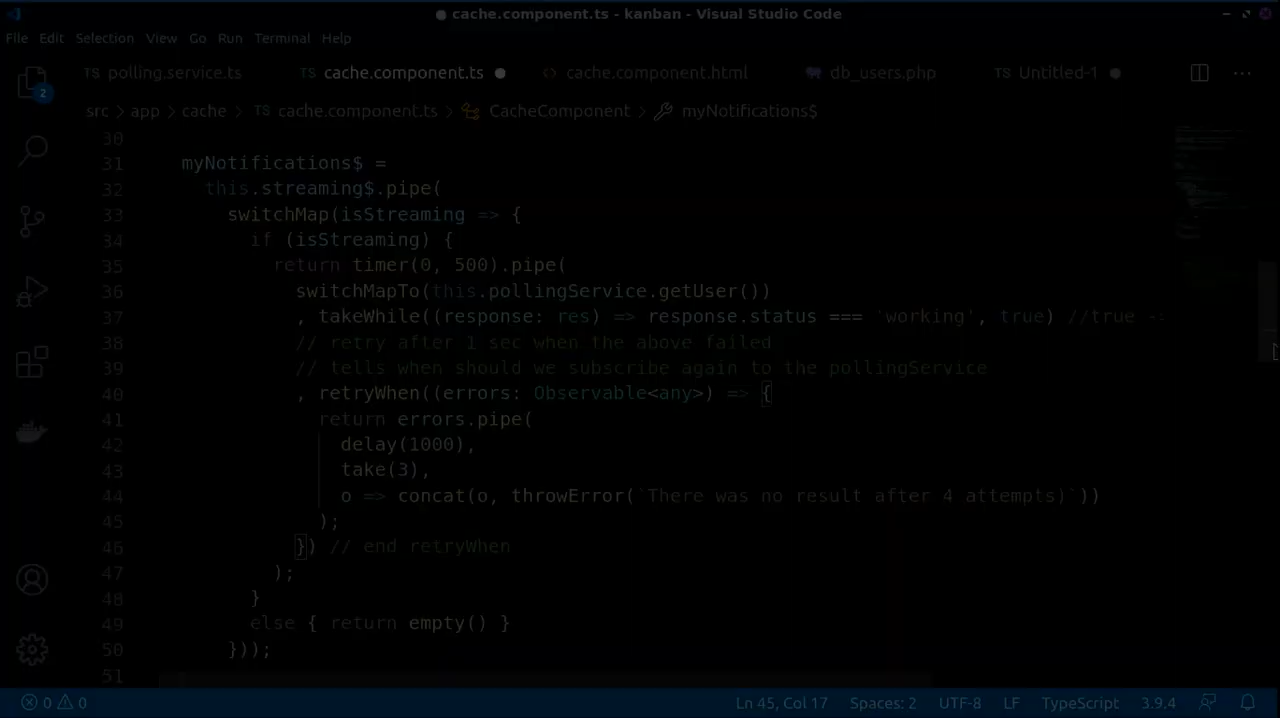 cache.component.ts - kanban - Visual Studio Code
File Edit Selection View Go Run Terminal Help
TS polling.service.ts TS cache.component.ts <> cache.component.html db_users.php TS Untitled-1 ...
src > app > cache > TS cache.component.ts > CacheComponent > myNotifications$
2
30
31 myNotifications$ =
32 this.streaming$.pipe(
33 switchMap(isStreaming => {
34 if (isStreaming) {
35 return timer(0, 500).pipe(
36 switchMapTo(this.pollingService.getUser())
37 , takeWhile((response: res) => response.status === 'working', true) //true -
38 // retry after 1 sec when the above failed
39 // tells when should we subscribe again to the pollingService
40 , retryWhen((errors: Observable<any>) => {
41 return errors.pipe(
42 delay(1000),
43 take(3),
44 o => concat(o, throwError(`There was no result after 4 attempts)`))
45 );
46 }) // end retryWhen
47 );
48 }
49 else { return empty() }
50 }));
51
0 0 Ln 45, Col 17 Spaces: 2 UTF-8 LF TypeScript 3.9.4